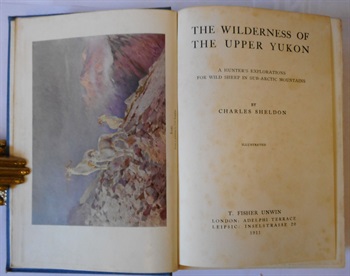 THE WILDERNESS OF
THE UPPER YUKON
A HUNTER'S EXPLORATIONS
FOR WILD SHEEP IN SUB-ARCTIC MOUNTAINS
BY
CHARLES SHELDON
ILLUSTRATED
T. FISHER UNWIN
LONDON: ADELPHI TERRACE
LEIPSIC: INSELSTRASSE 20